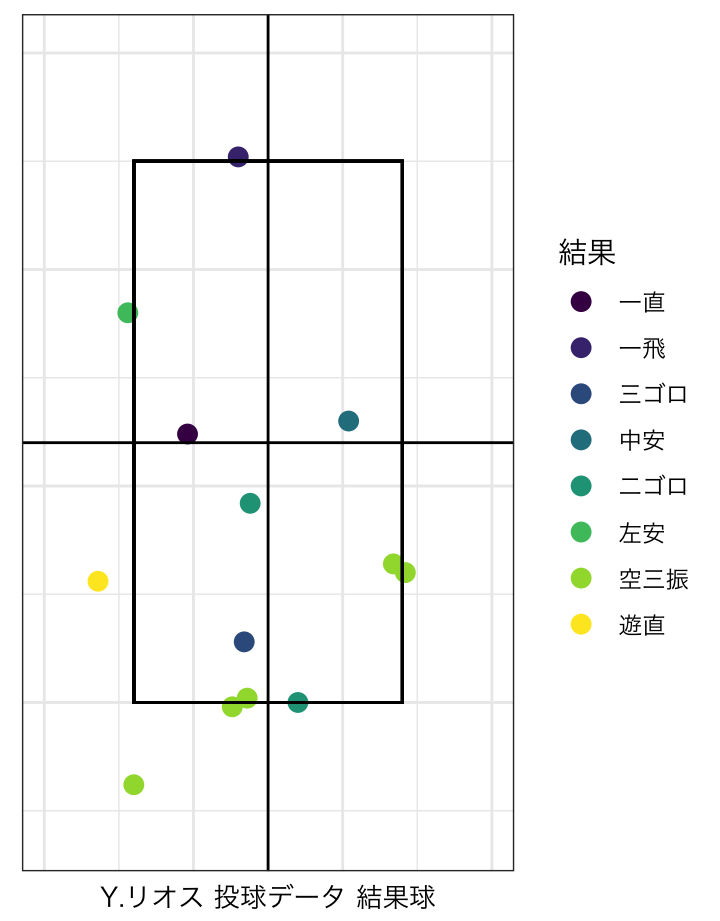 結果
一直
一飛
三ゴロ
中安
二ゴロ
左安
空三振
遊直
Y.リオス 投球データ 結果球